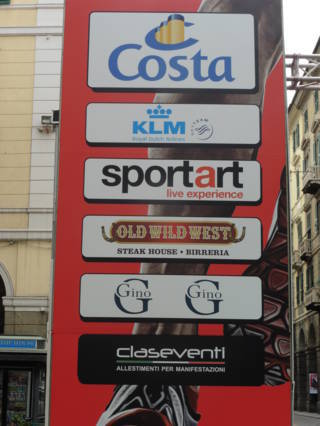 Costa
KLM
Royal Dutch Airlines
SKYTEAM
sportart
live experience
OLD WILD WEST
STEAK HOUSE • BIRRERIA
G Gino G Gino
claseventi
ALLESTIMENTI PER MANIFESTAZIONI